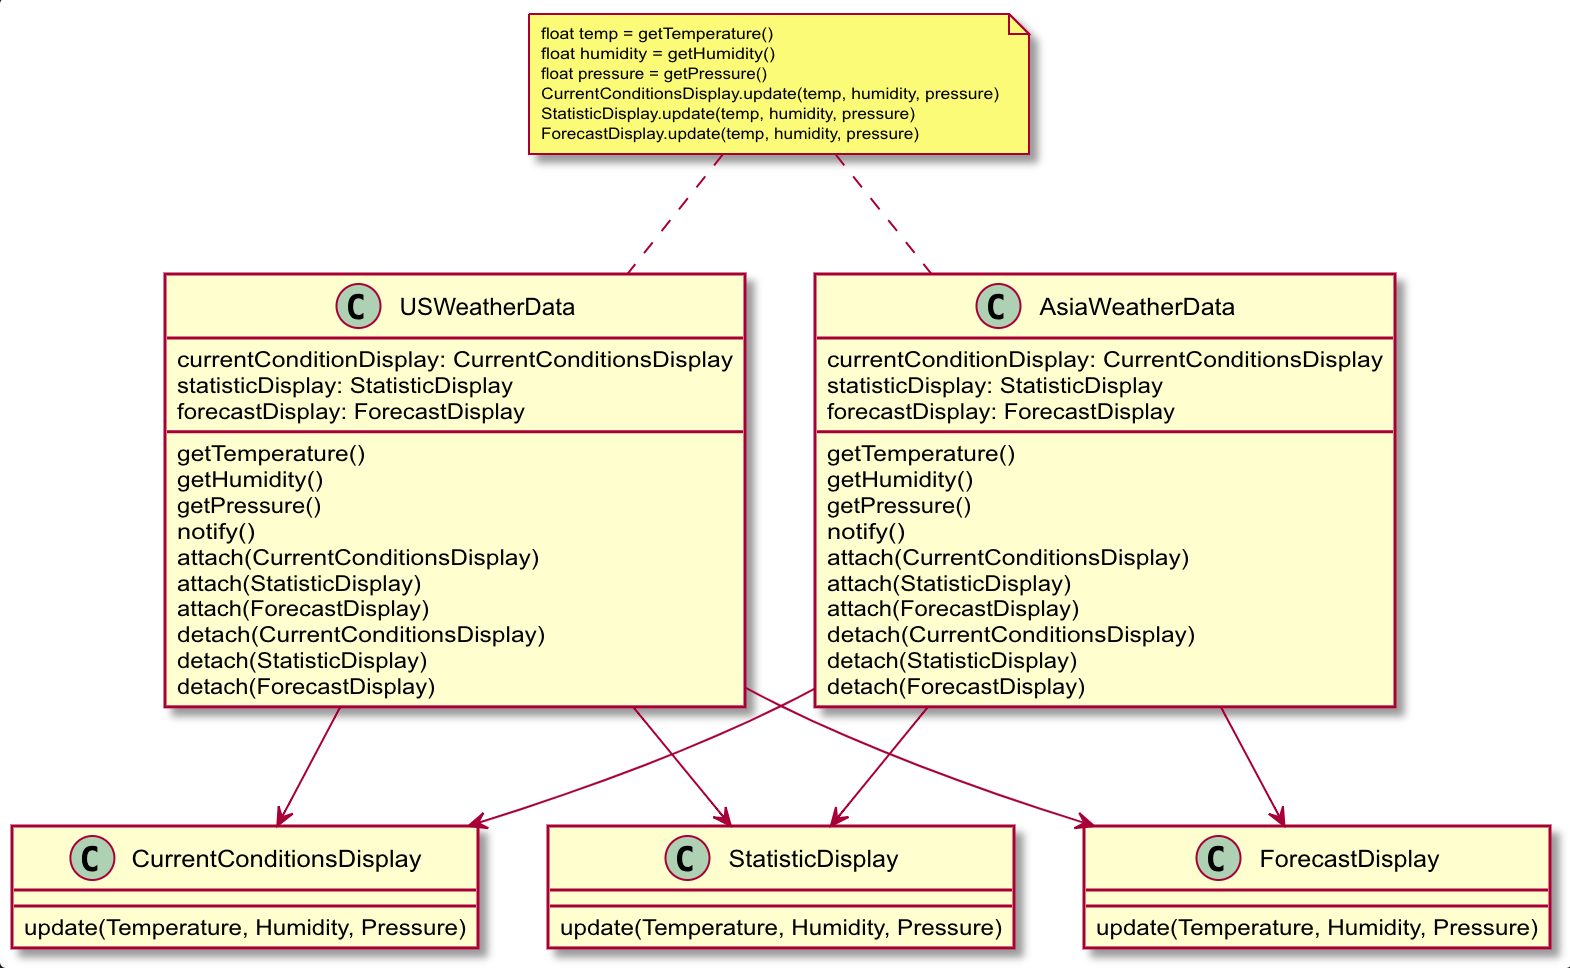 float temp = getTemperature()
float humidity = getHumidity()
float pressure = getPressure()
CurrentConditionsDisplay.update(temp, humidity, pressure)
StatisticDisplay.update(temp, humidity, pressure)
ForecastDisplay.update(temp, humidity, pressure)
C USWeatherData
currentConditionDisplay: CurrentConditionsDisplay
statisticDisplay: StatisticDisplay
forecastDisplay: ForecastDisplay
getTemperature()
getHumidity()
getPressure()
notify()
attach(CurrentConditionsDisplay)
attach(StatisticDisplay)
attach(ForecastDisplay)
detach(CurrentConditionsDisplay)
detach(StatisticDisplay)
detach(ForecastDisplay)
C AsiaWeatherData
currentConditionDisplay: CurrentConditionsDisplay
statisticDisplay: StatisticDisplay
forecastDisplay: ForecastDisplay
getTemperature()
getHumidity()
getPressure()
notify()
attach(CurrentConditionsDisplay)
attach(StatisticDisplay)
attach(ForecastDisplay)
detach(CurrentConditionsDisplay)
detach(StatisticDisplay)
detach(ForecastDisplay)
C CurrentConditionsDisplay
update(Temperature, Humidity, Pressure)
C StatisticDisplay
update(Temperature, Humidity, Pressure)
C ForecastDisplay
update(Temperature, Humidity, Pressure)